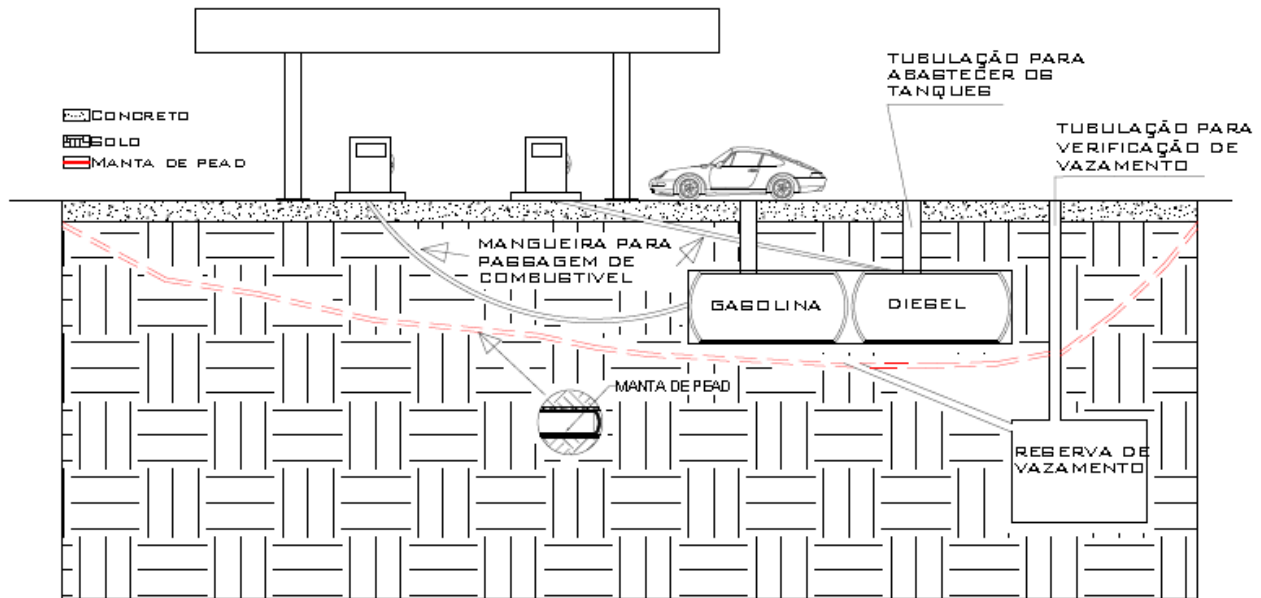 TUBULAÇÃO PARA
ABASTECER OS
TANQUES
CONCRETO
SOLO
MANTA DE PEAD
TUBULAÇÃO PARA
VERIFICAÇÃO DE
VAZAMENTO
MANGUEIRA PARA
PASSAGEM DE
COMBUSTIVEL
GASOLINA
DIESEL
MANTA DE PEAD
RESERVA DE
VAZAMENTO